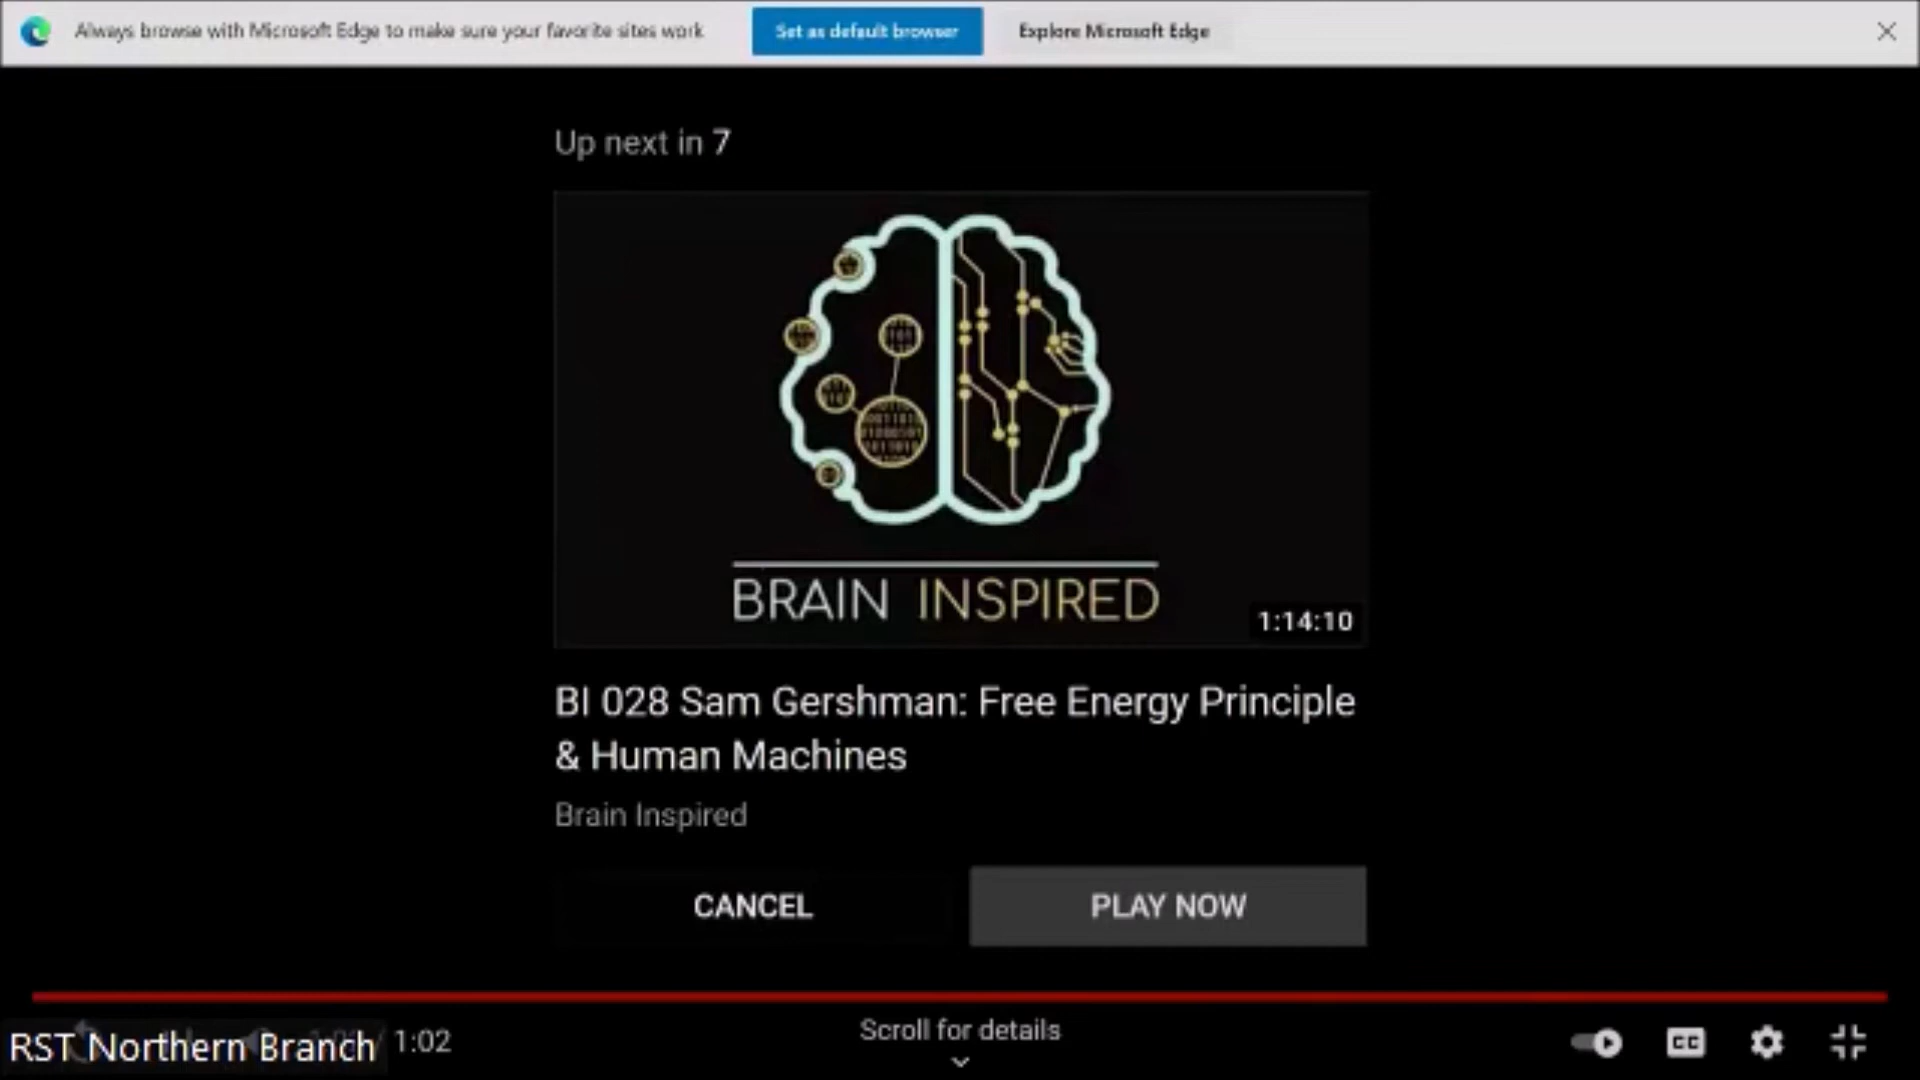 Always browse with Microsoft Edge to make sure your favorite sites work
Set as default browser
Explore Microsoft Edge
Up next in 7
BRAIN INSPIRED
1:14:10
BI 028 Sam Gershman: Free Energy Principle
& Human Machines
Brain Inspired
CANCEL
PLAY NOW
Scroll for details
RST Northern Branch
/ 1:02
CC